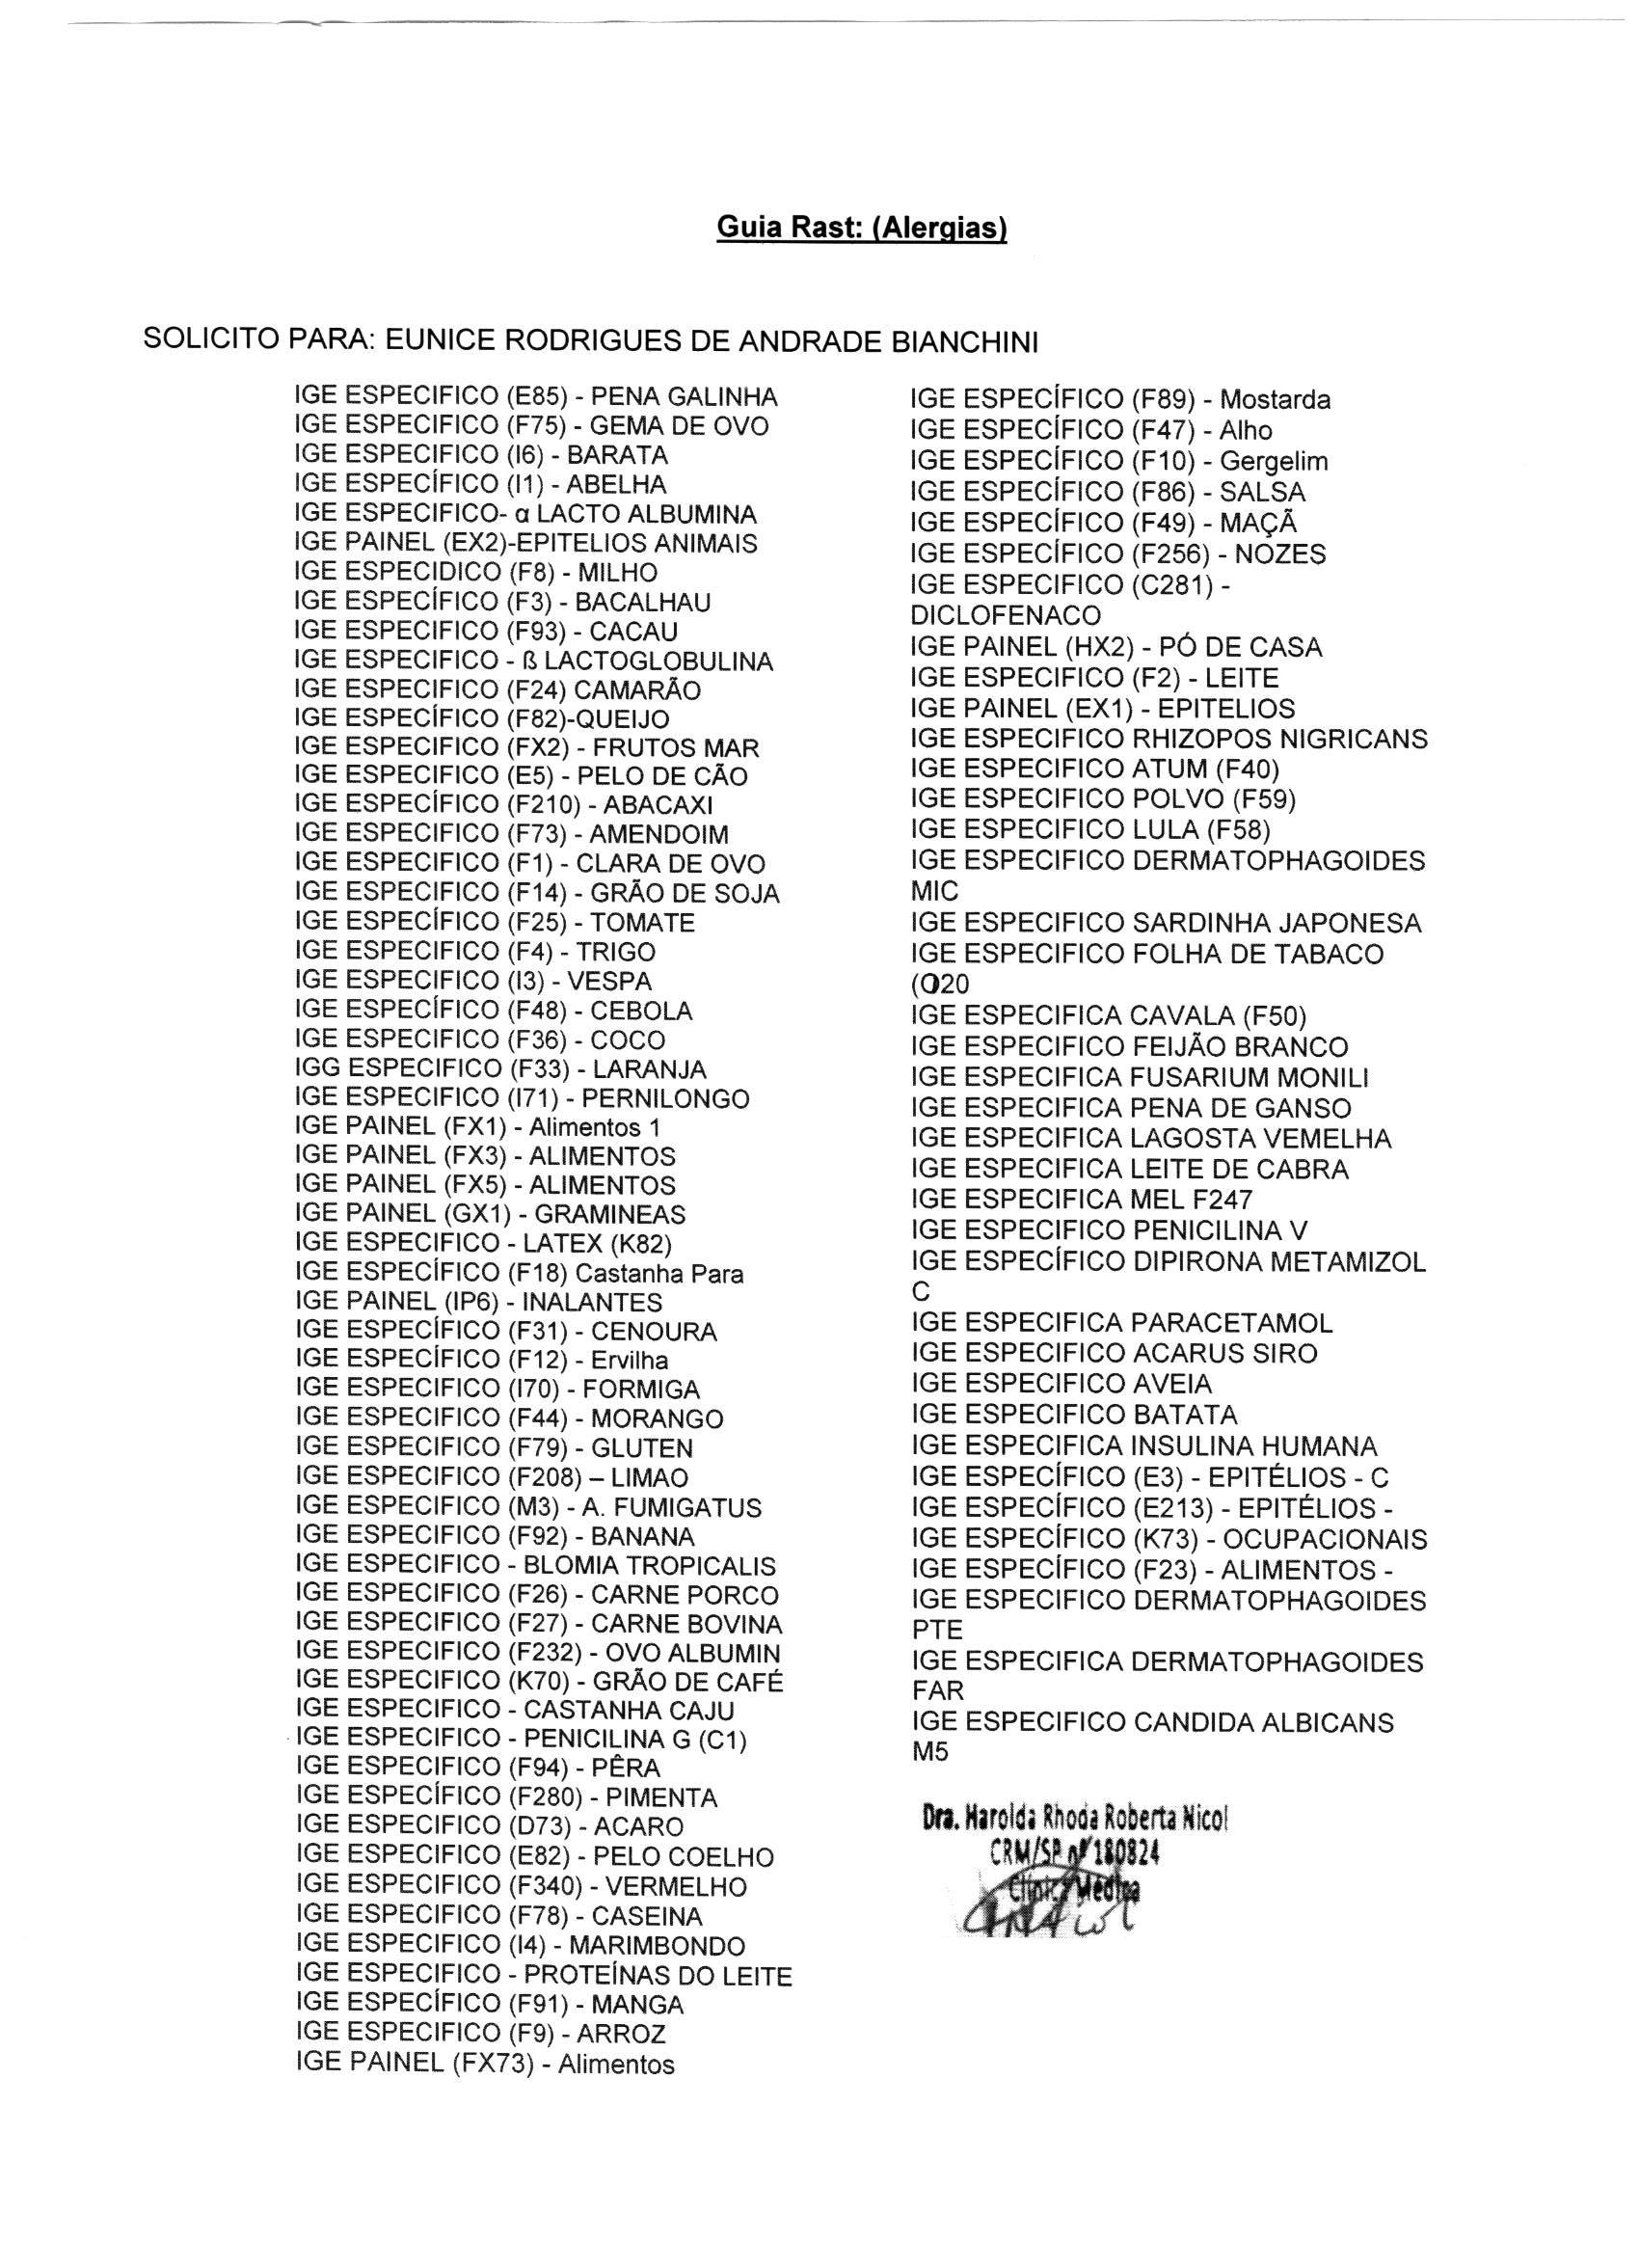 Guia Rast: (Alergias)
SOLICITO PARA: EUNICE RODRIGUES DE ANDRADE BIANCHINI
IGE ESPECIFICO (E85) - PENA GALINHA
IGE ESPECIFICO (F75) - GEMA DE OVO
IGE ESPECIFICO (I6) - BARATA
IGE ESPECÍFICO (I1) - ABELHA
IGE ESPECIFICO- α LACTO ALBUMINA
IGE PAINEL (EX2)-EPITELIOS ANIMAIS
IGE ESPECIDICO (F8) - MILHO
IGE ESPECÍFICO (F3) - BACALHAU
IGE ESPECIFICO (F93) - CACAU
IGE ESPECIFICO - ß LACTOGLOBULINA
IGE ESPECIFICO (F24) CAMARÃO
IGE ESPECÍFICO (F82)-QUEIJO
IGE ESPECIFICO (FX2) - FRUTOS MAR
IGE ESPECIFICO (E5) - PELO DE CÃO
IGE ESPECÍFICO (F210) - ABACAXI
IGE ESPECIFICO (F73) - AMENDOIM
IGE ESPECIFICO (F1) - CLARA DE OVO
IGE ESPECIFICO (F14) - GRÃO DE SOJA
IGE ESPECÍFICO (F25) - TOMATE
IGE ESPECÍFICO (F4) - TRIGO
IGE ESPECIFICO (I3) - VESPA
IGE ESPECÍFICO (F48) - CEBOLA
IGE ESPECIFICO (F36) - COCO
IGG ESPECIFICO (F33) - LARANJA
IGE ESPECIFICO (I71) - PERNILONGO
IGE PAINEL (FX1) - Alimentos 1
IGE PAINEL (FX3) - ALIMENTOS
IGE PAINEL (FX5) - ALIMENTOS
IGE PAINEL (GX1) - GRAMINEAS
IGE ESPECIFICO - LATEX (K82)
IGE ESPECÍFICO (F18) Castanha Para
IGE PAINEL (IP6) - INALANTES
IGE ESPECÍFICO (F31) - CENOURA
IGE ESPECÍFICO (F12) - Ervilha
IGE ESPECIFICO (I70) - FORMIGA
IGE ESPECIFICO (F44) - MORANGO
IGE ESPECIFICO (F79) - GLUTEN
IGE ESPECIFICO (F208) – LIMAO
IGE ESPECIFICO (M3) - A. FUMIGATUS
IGE ESPECIFICO (F92) - BANANA
IGE ESPECIFICO - BLOMIA TROPICALIS
IGE ESPECIFICO (F26) - CARNE PORCO
IGE ESPECIFICO (F27) - CARNE BOVINA
IGE ESPECIFICO (F232) - OVO ALBUMIN
IGE ESPECIFICO (K70) - GRÃO DE CAFÉ
IGE ESPECIFICO - CASTANHA CAJU
IGE ESPECIFICO - PENICILINA G (C1)
IGE ESPECIFICO (F94) - PÊRA
IGE ESPECÍFICO (F280) - PIMENTA
IGE ESPECIFICO (D73) - ACARO
IGE ESPECIFICO (E82) - PELO COELHO
IGE ESPECIFICO (F340) - VERMELHO
IGE ESPECIFICO (F78) - CASEINA
IGE ESPECIFICO (I4) - MARIMBONDO
IGE ESPECIFICO - PROTEÍNAS DO LEITE
IGE ESPECÍFICO (F91) - MANGA
IGE ESPECIFICO (F9) - ARROZ
IGE PAINEL (FX73) - Alimentos
IGE ESPECÍFICO (F89) - Mostarda
IGE ESPECÍFICO (F47) - Alho
IGE ESPECÍFICO (F10) - Gergelim
IGE ESPECÍFICO (F86) - SALSA
IGE ESPECÍFICO (F49) - MAÇÃ
IGE ESPECÍFICO (F256) - NOZES
IGE ESPECIFICO (C281) -
DICLOFENACO
IGE PAINEL (HX2) - PÓ DE CASA
IGE ESPECIFICO (F2) - LEITE
IGE PAINEL (EX1) - EPITELIOS
IGE ESPECIFICO RHIZOPOS NIGRICANS
IGE ESPECIFICO ATUM (F40)
IGE ESPECIFICO POLVO (F59)
IGE ESPECIFICO LULA (F58)
IGE ESPECIFICO DERMATOPHAGOIDES
MIC
IGE ESPECIFICO SARDINHA JAPONESA
IGE ESPECIFICO FOLHA DE TABACO
(O20
IGE ESPECIFICA CAVALA (F50)
IGE ESPECIFICO FEIJÃO BRANCO
IGE ESPECIFICA FUSARIUM MONILI
IGE ESPECIFICA PENA DE GANSO
IGE ESPECIFICA LAGOSTA VEMELHA
IGE ESPECIFICA LEITE DE CABRA
IGE ESPECIFICA MEL F247
IGE ESPECIFICO PENICILINA V
IGE ESPECÍFICO DIPIRONA METAMIZOL
C
IGE ESPECIFICA PARACETAMOL
IGE ESPECIFICO ACARUS SIRO
IGE ESPECIFICO AVEIA
IGE ESPECIFICO BATATA
IGE ESPECIFICA INSULINA HUMANA
IGE ESPECÍFICO (E3) - EPITÉLIOS - C
IGE ESPECÍFICO (E213) - EPITÉLIOS -
IGE ESPECÍFICO (K73) - OCUPACIONAIS
IGE ESPECÍFICO (F23) - ALIMENTOS -
IGE ESPECIFICO DERMATOPHAGOIDES
PTE
IGE ESPECIFICA DERMATOPHAGOIDES
FAR
IGE ESPECIFICO CANDIDA ALBICANS
M5
Dra. Harolda Rhoda Roberta Nicol
CRM/SP nº 180824